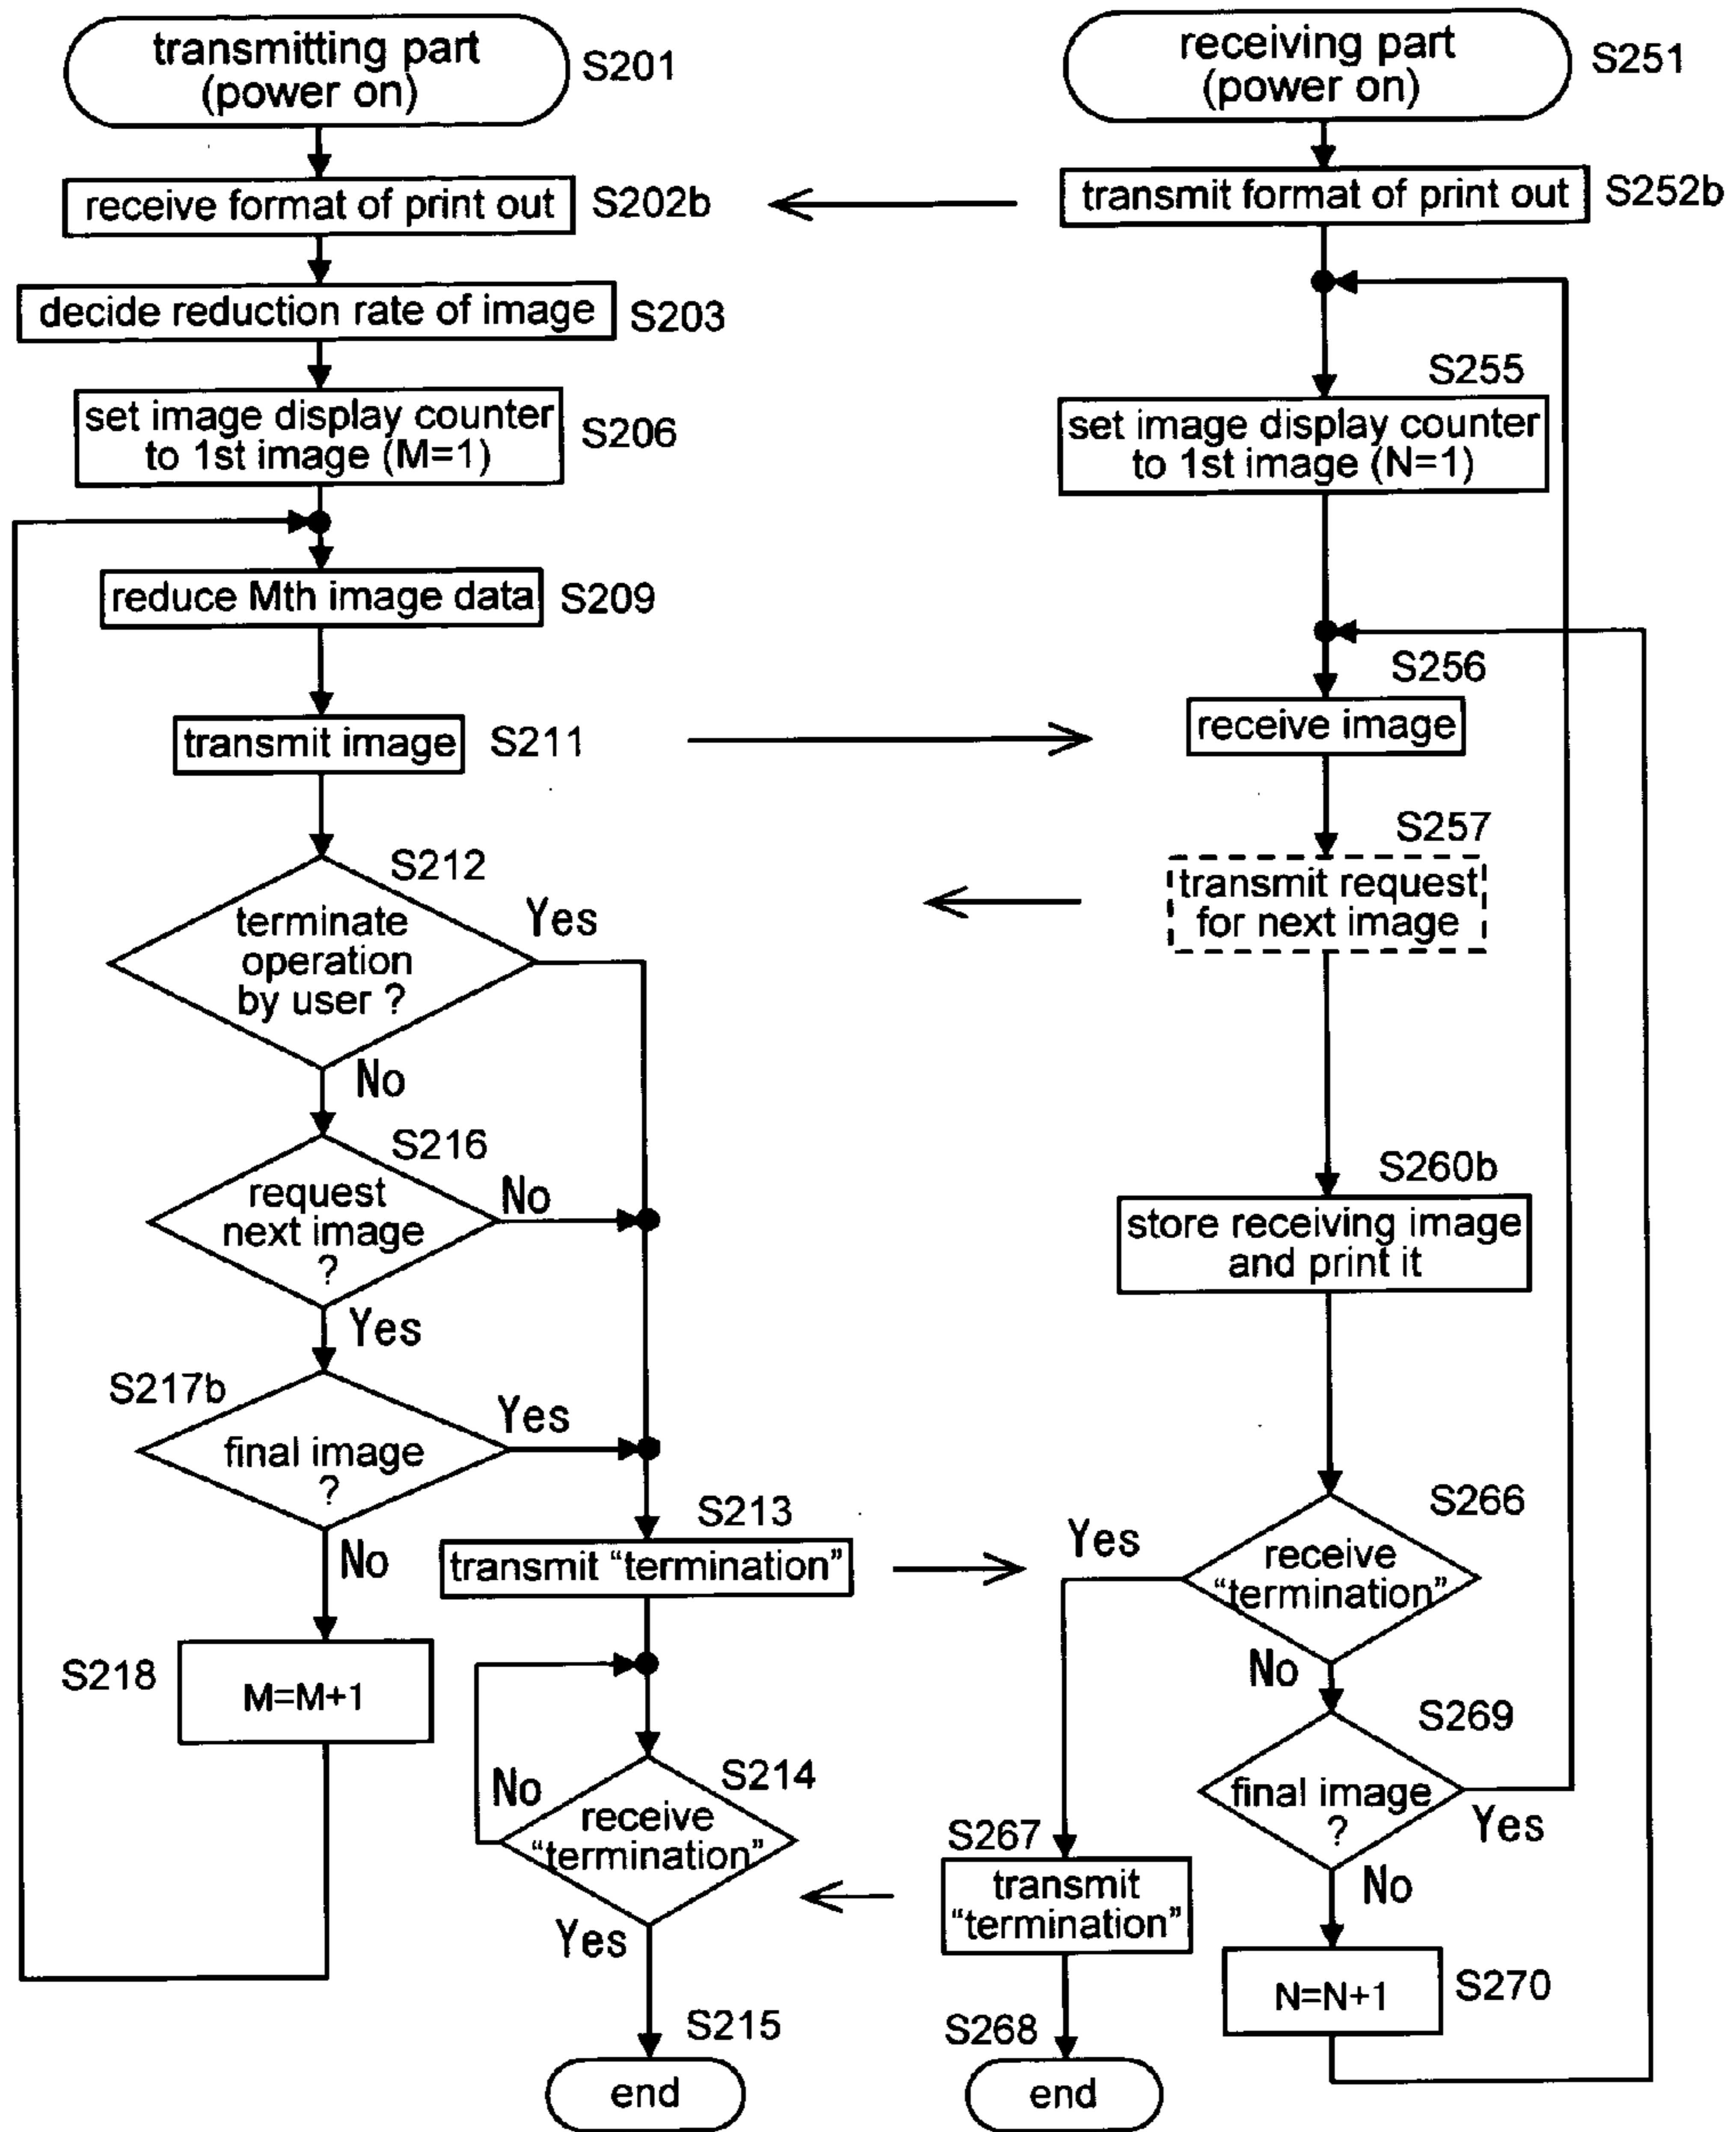 transmitting part
(power on)
S201
receive format of print out
S202b
decide reduction rate of image
S203
set image display counter
to 1st image (M=1)
S206
reduce Mth image data
S209
transmit image
S211
S212
terminate
operation
by user ?
Yes
No
S216
request
next image
?
No
Yes
S217b
final image
?
Yes
No
S218
M=M+1
S213
transmit “termination”
S214
No
receive
“termination”
Yes
S215
end
receiving part
(power on)
S251
transmit format of print out
S252b
S255
set image display counter
to 1st image (N=1)
S256
receive image
S257
transmit request
for next image
S260b
store receiving image
and print it
S266
Yes
receive
“termination”
No
S269
final image
?
Yes
No
S267
transmit
“termination”
S268
end
N=N+1
S270